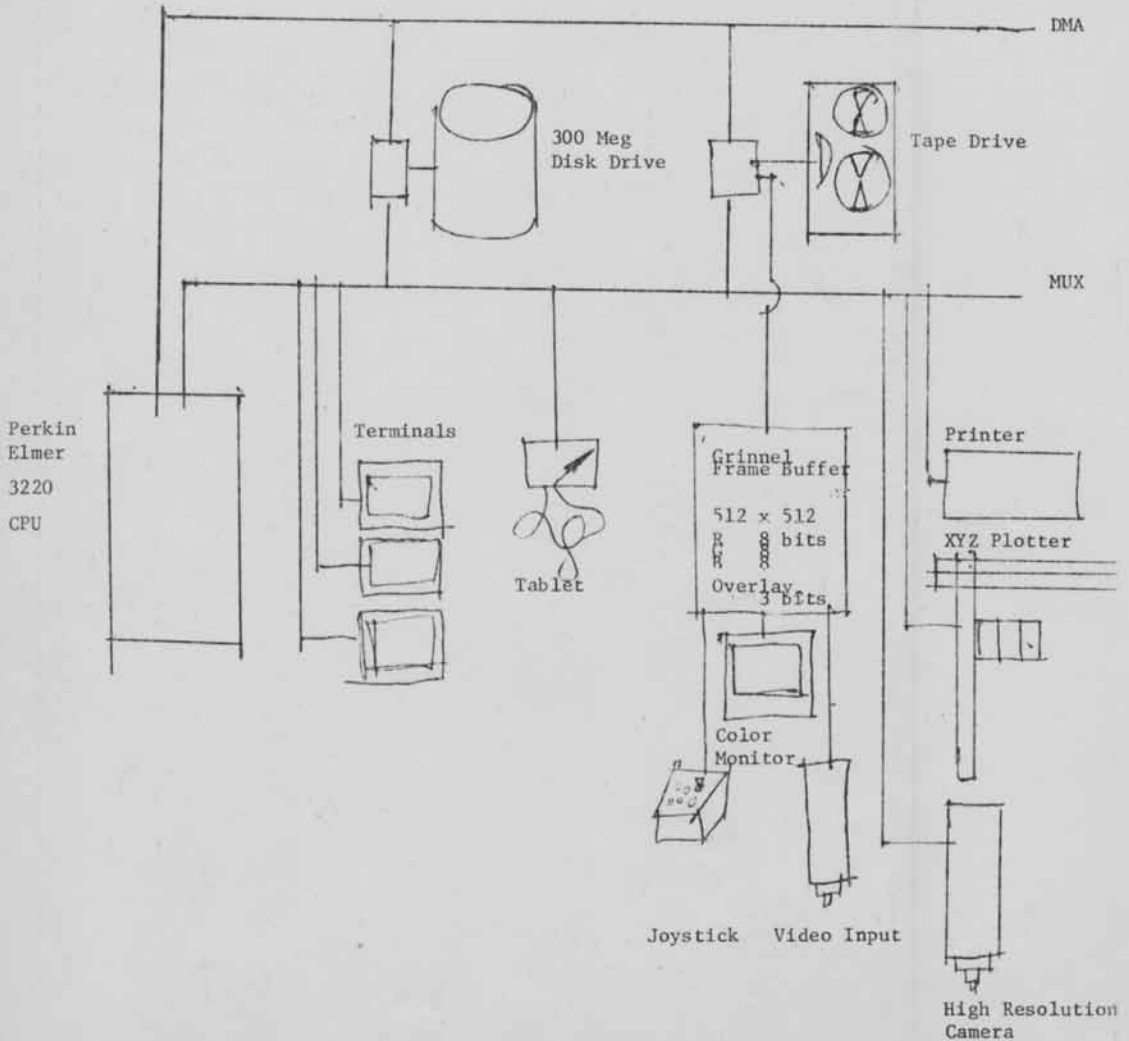 DMA
300 Meg
Disk Drive
Tape Drive
MUX
Perkin
Elmer
3220
CPU
Terminals
Tablet
Grinnel
Frame Buffer
512 x 512
R 8 bits
G 8
B 8
Overlay
3 bits
Printer
XYZ Plotter
Color
Monitor
Joystick
Video Input
High Resolution
Camera